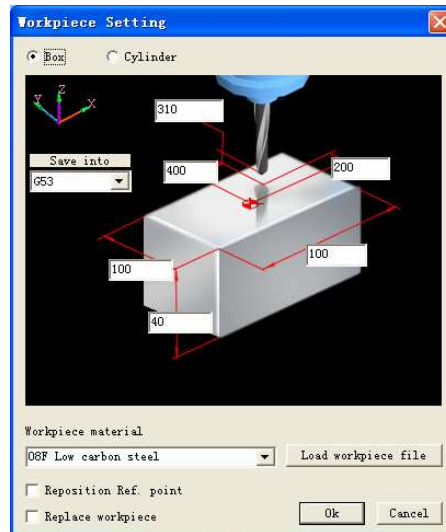 Workpiece Setting
Box Cylinder
Z
Y X
310
Save into
400 200
G53
100 100
40
Workpiece material
08F Low carbon steel Load workpiece file
Reposition Ref. point
Replace workpiece Ok Cancel